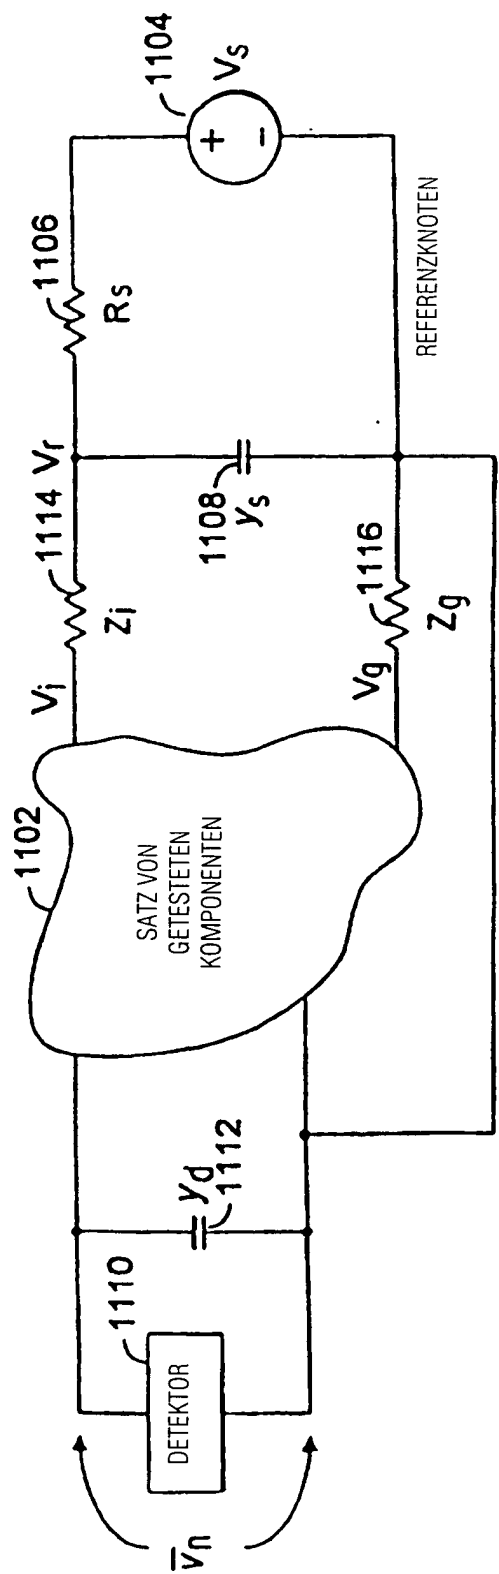 1104
Vs
1106
Rs
Vr
1114
Zi
Vi
1108
ys
REFERENZKNOTEN
1116
Zg
Vg
1102
SATZ VON
GETESTETEN
KOMPONENTEN
yd
1112
1110
DETEKTOR
v̄n
+
−